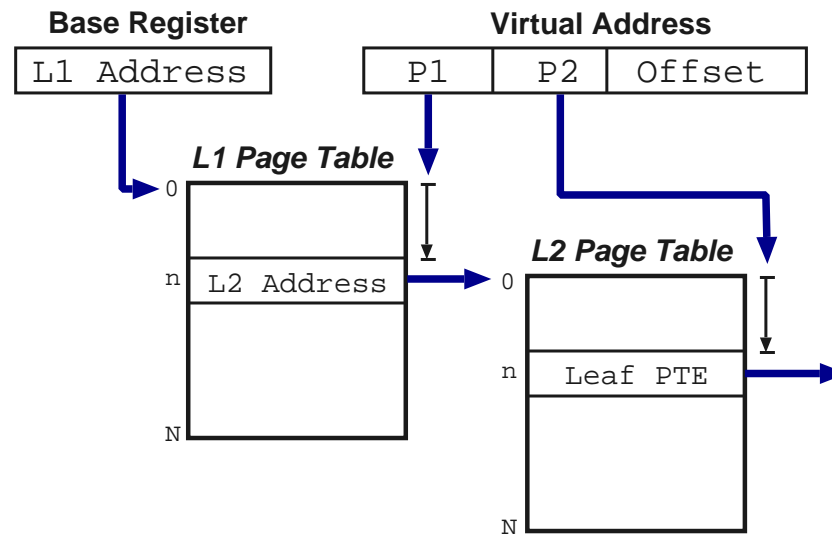 Base Register
Virtual Address
L1 Address
P1 P2 Offset
L1 Page Table
0
L2 Page Table
n L2 Address
0
n Leaf PTE
N
N